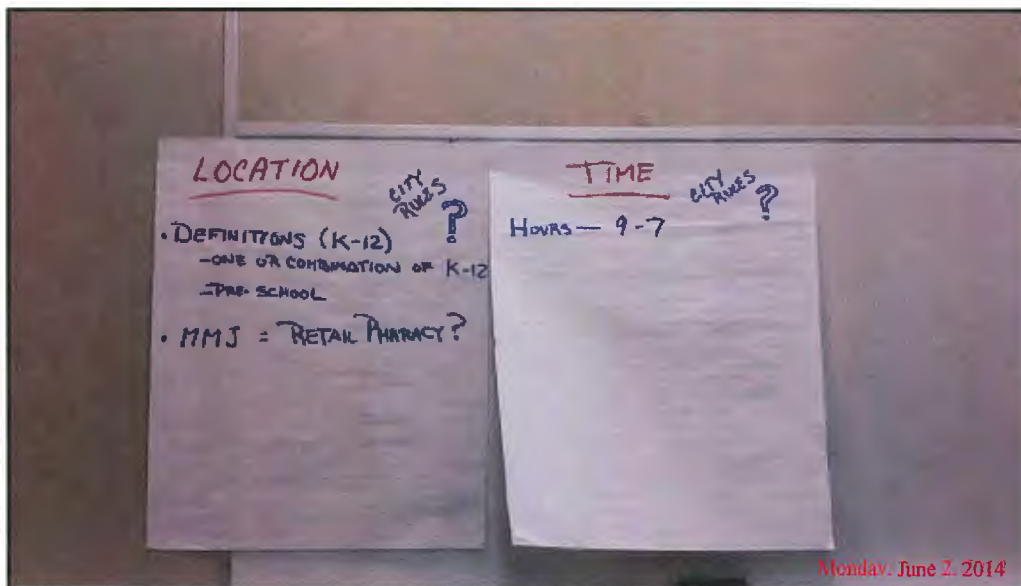 LOCATION
CITY
RULES
?
• DEFINITIONS (K-12)
- ONE OR COMBINATION OF K-12
- PRE-SCHOOL
• MMJ = RETAIL PHARMACY?
TIME
CITY
RULES
?
HOURS — 9-7
Monday, June 2, 2014